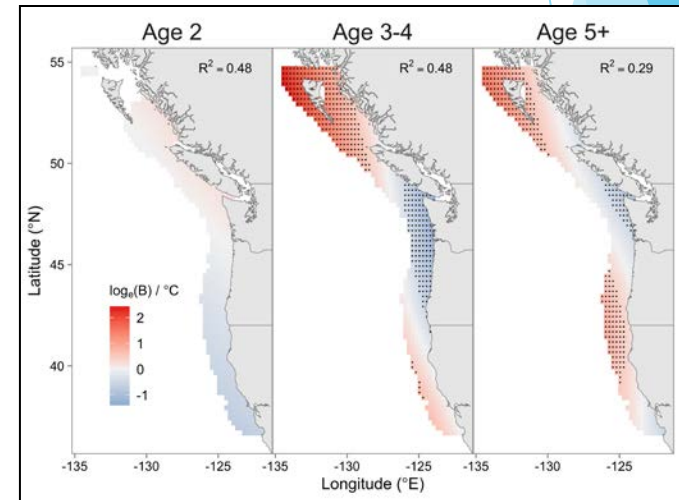 Age 2 Age 3-4 Age 5+
R² = 0.48 R² = 0.48 R² = 0.29
55
50
45
40
Latitude (°N)
logₑ(B) / °C
2
1
0
-1
-135 -130 -125 -135 -130 -125 -135 -130 -125
Longitude (°E)